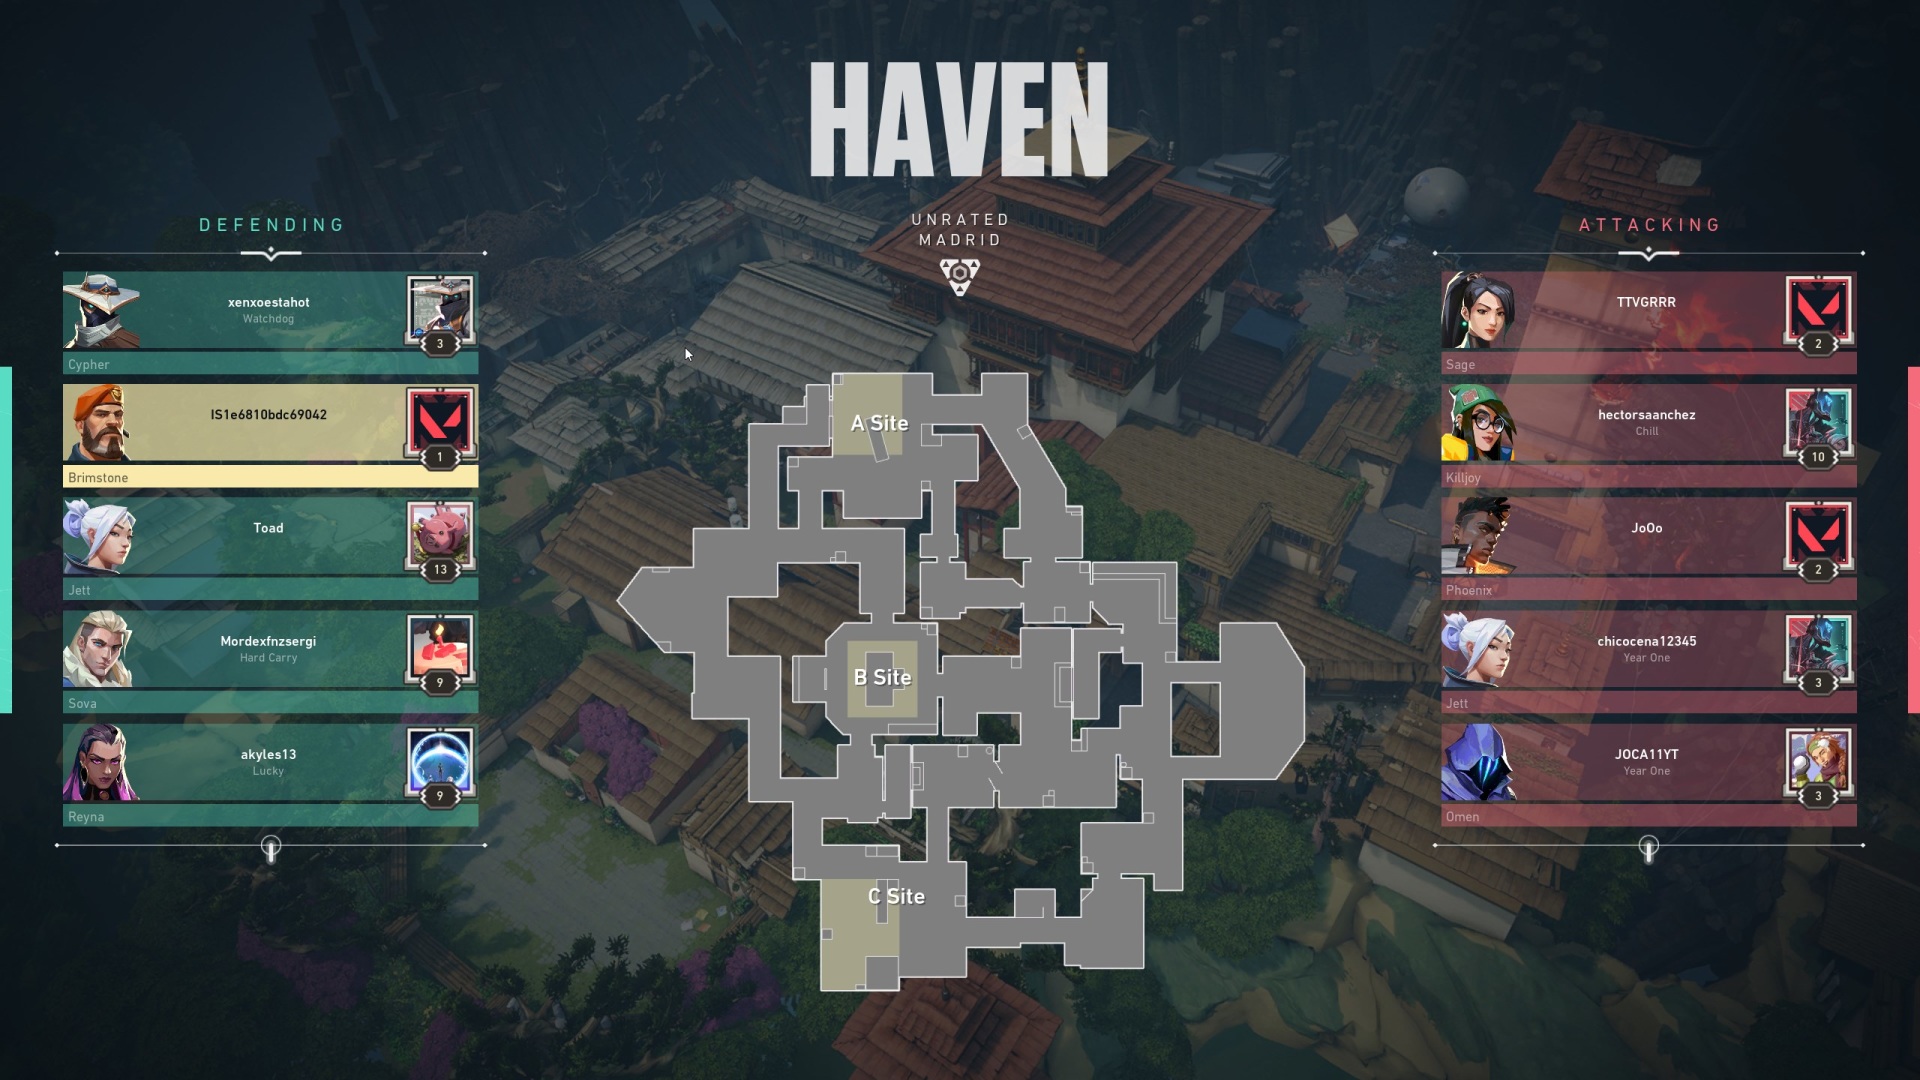 HAVEN
UNRATED
MADRID
DEFENDING
xenxoestahot
Watchdog
3
Cypher
IS1e6810bdc69042
1
Brimstone
Toad
13
Jett
Mordexfnzsergi
Hard Carry
9
Sova
akyles13
Lucky
9
Reyna
A Site
B Site
C Site
ATTACKING
TTVGRRR
2
Sage
hectorsaanchez
Chill
10
Killjoy
JoOo
2
Phoenix
chicocena12345
Year One
3
Jett
JOCA11YT
Year One
3
Omen